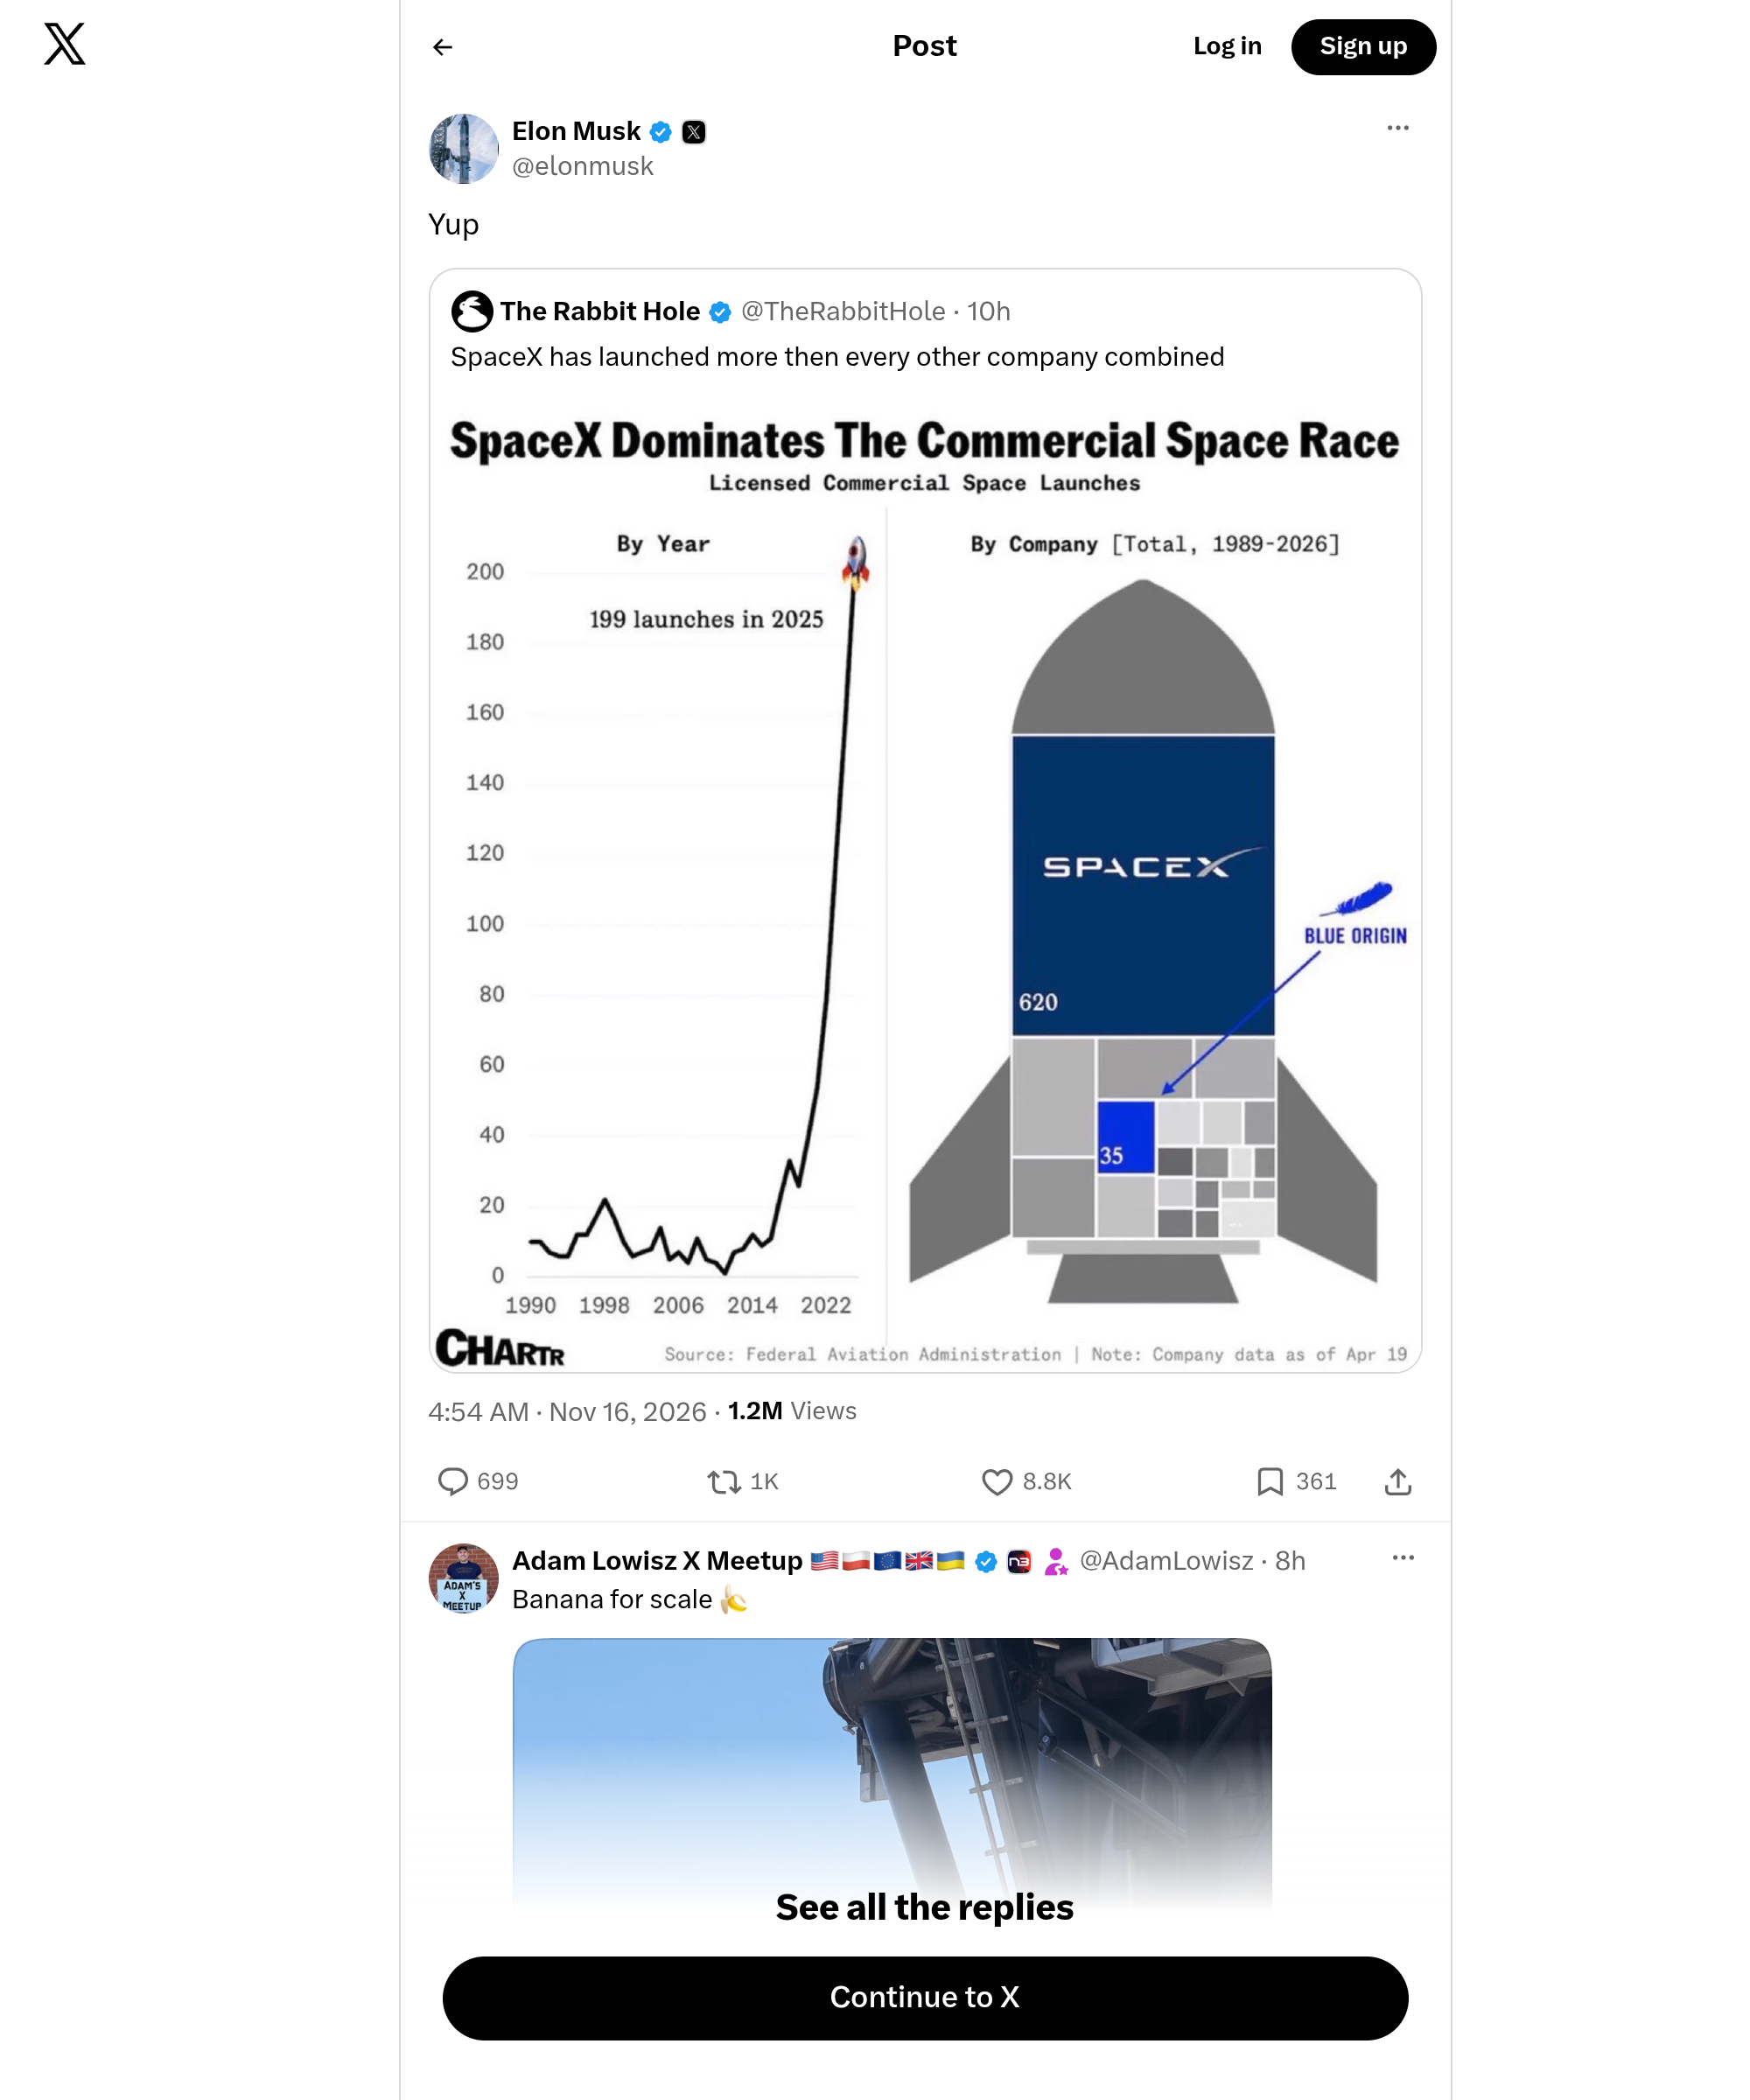 Post
Log in
Sign up
Elon Musk
@elonmusk
Yup
The Rabbit Hole @TheRabbitHole · 10h
SpaceX has launched more then every other company combined
SpaceX Dominates The Commercial Space Race
Licensed Commercial Space Launches
By Year
200
199 launches in 2025
180
160
140
120
100
80
60
40
20
0
1990 1998 2006 2014 2022
By Company [Total, 1989-2026]
SPACEX
620
BLUE ORIGIN
35
CHARTR
Source: Federal Aviation Administration | Note: Company data as of Apr 19
4:54 AM · Nov 16, 2026 · 1.2M Views
699 1K 8.8K 361
Adam Lowisz X Meetup 🇺🇸🇵🇱🇪🇺🇬🇧🇺🇦 n3 @AdamLowisz · 8h
ADAM'S
X
MEETUP
Banana for scale 🍌
See all the replies
Continue to X